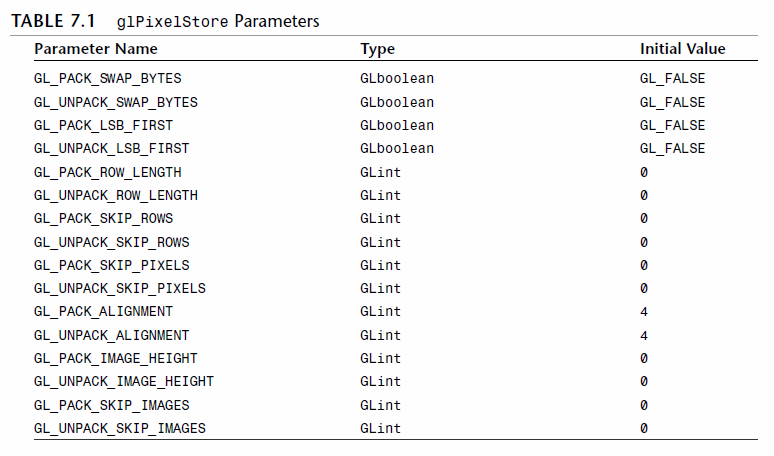 TABLE 7.1 glPixelStore Parameters
Parameter Name Type Initial Value
GL_PACK_SWAP_BYTES GLboolean GL_FALSE
GL_UNPACK_SWAP_BYTES GLboolean GL_FALSE
GL_PACK_LSB_FIRST GLboolean GL_FALSE
GL_UNPACK_LSB_FIRST GLboolean GL_FALSE
GL_PACK_ROW_LENGTH GLint 0
GL_UNPACK_ROW_LENGTH GLint 0
GL_PACK_SKIP_ROWS GLint 0
GL_UNPACK_SKIP_ROWS GLint 0
GL_PACK_SKIP_PIXELS GLint 0
GL_UNPACK_SKIP_PIXELS GLint 0
GL_PACK_ALIGNMENT GLint 4
GL_UNPACK_ALIGNMENT GLint 4
GL_PACK_IMAGE_HEIGHT GLint 0
GL_UNPACK_IMAGE_HEIGHT GLint 0
GL_PACK_SKIP_IMAGES GLint 0
GL_UNPACK_SKIP_IMAGES GLint 0